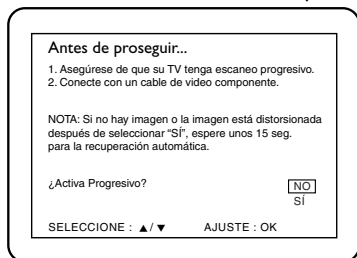 Antes de proseguir...
1. Asegúrese de que su TV tenga escaneo progresivo.
2. Conecte con un cable de video componente.
NOTA: Si no hay imagen o la imagen está distorsionada
después de seleccionar “SÍ”, espere unos 15 seg.
para la recuperación automática.
¿Activa Progresivo?
NO
SÍ
SELECCIONE : ▲/▼ AJUSTE : OK